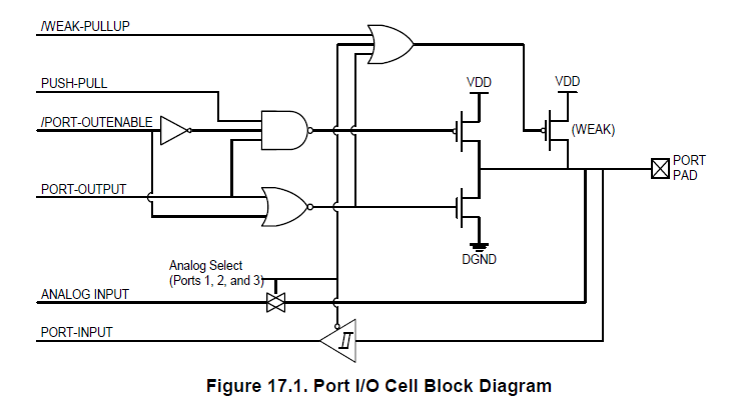 /WEAK-PULLUP
PUSH-PULL
VDD
VDD
/PORT-OUTENABLE
(WEAK)
PORT
PAD
PORT-OUTPUT
DGND
Analog Select
(Ports 1, 2, and 3)
ANALOG INPUT
PORT-INPUT
Figure 17.1. Port I/O Cell Block Diagram